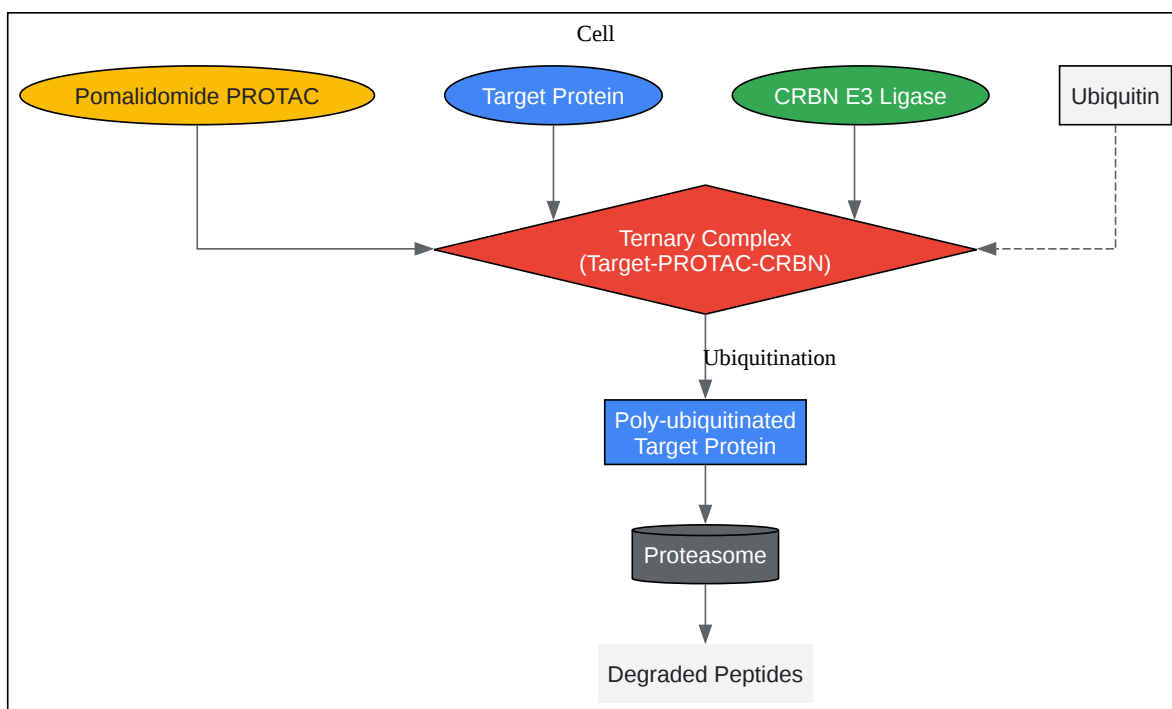 Cell
Pomalidomide PROTAC
Target Protein
CRBN E3 Ligase
Ubiquitin
Ternary Complex
(Target-PROTAC-CRBN)
Ubiquitination
Poly-ubiquitinated
Target Protein
Proteasome
Degraded Peptides